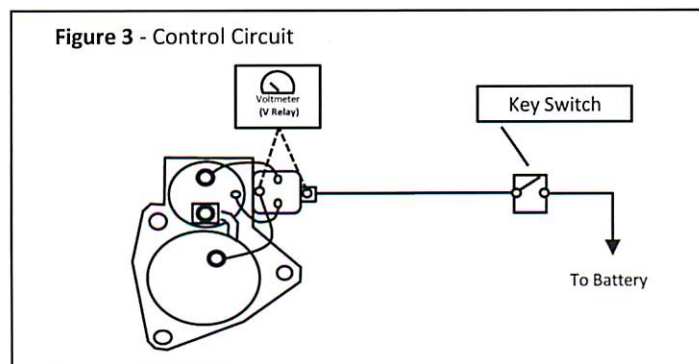 Figure 3 - Control Circuit
Voltmeter
(V Relay)
Key Switch
To Battery